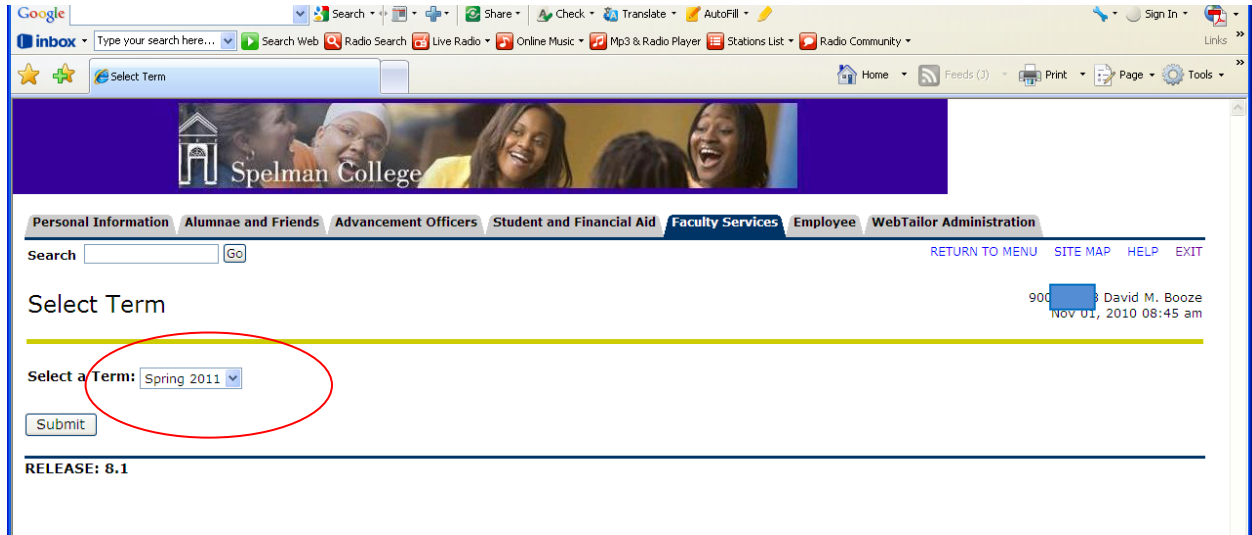 Google Search Share Check Translate AutoFill Sign In
inbox Type your search here... Search Web Radio Search Live Radio Online Music Mp3 & Radio Player Stations List Radio Community Links
Select Term Home Feeds (J) Print Page Tools
Spelman College
Personal Information Alumnae and Friends Advancement Officers Student and Financial Aid Faculty Services Employee WebTailor Administration
Search Go RETURN TO MENU SITE MAP HELP EXIT
Select Term
900 David M. Booze
Nov 01, 2010 08:45 am
Select a Term: Spring 2011
Submit
RELEASE: 8.1